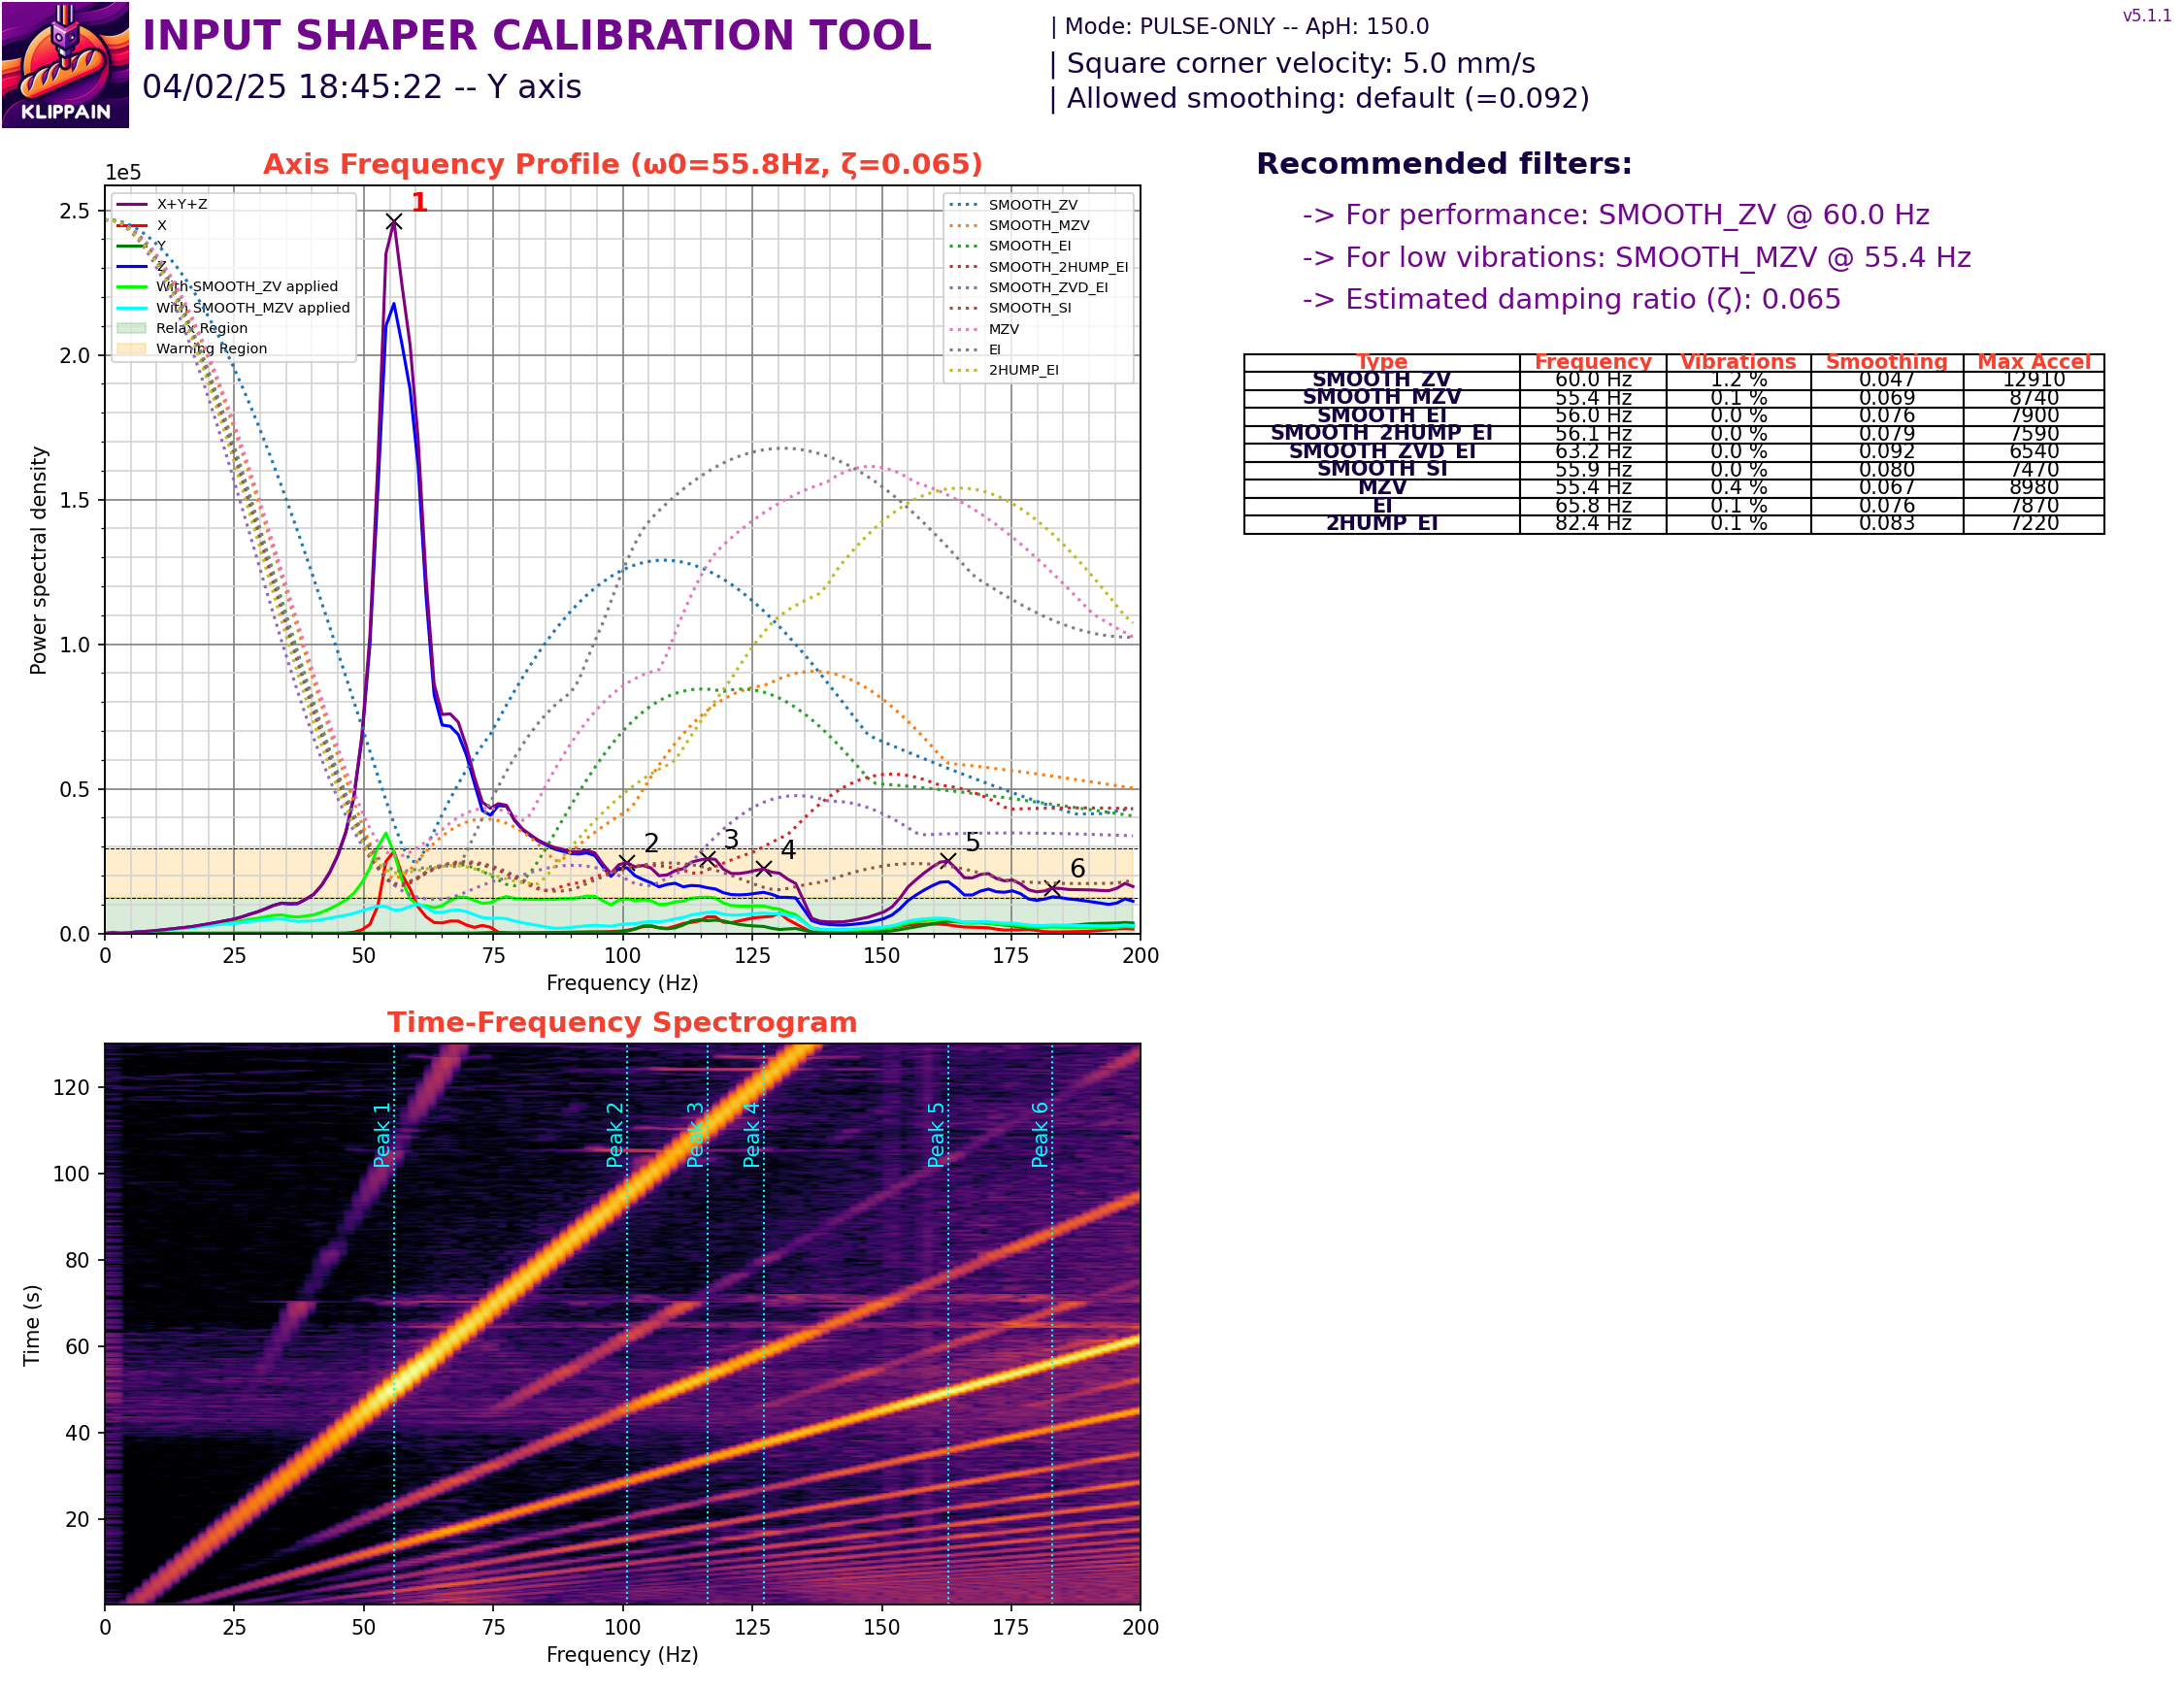 KLIPPAIN
INPUT SHAPER CALIBRATION TOOL
04/02/25 18:45:22 -- Y axis
| Mode: PULSE-ONLY -- ApH: 150.0
| Square corner velocity: 5.0 mm/s
| Allowed smoothing: default (=0.092)
v5.1.1
Axis Frequency Profile (ω0=55.8Hz, ζ=0.065)
1e5
X+Y+Z
X
Y
Z
With SMOOTH_ZV applied
With SMOOTH_MZV applied
Relax Region
Warning Region
SMOOTH_ZV
SMOOTH_MZV
SMOOTH_EI
SMOOTH_2HUMP_EI
SMOOTH_ZVD_EI
SMOOTH_SI
MZV
EI
2HUMP_EI
1
2
3
4
5
6
2.5
2.0
1.5
1.0
0.5
0.0
Power spectral density
0 25 50 75 100 125 150 175 200
Frequency (Hz)
Recommended filters:
-> For performance: SMOOTH_ZV @ 60.0 Hz
-> For low vibrations: SMOOTH_MZV @ 55.4 Hz
-> Estimated damping ratio (ζ): 0.065
Type Frequency Vibrations Smoothing Max Accel
SMOOTH_ZV 60.0 Hz 1.2 % 0.047 12910
SMOOTH_MZV 55.4 Hz 0.1 % 0.069 8740
SMOOTH_EI 56.0 Hz 0.0 % 0.076 7900
SMOOTH_2HUMP_EI 56.1 Hz 0.0 % 0.079 7590
SMOOTH_ZVD_EI 63.2 Hz 0.0 % 0.092 6540
SMOOTH_SI 55.9 Hz 0.0 % 0.080 7470
MZV 55.4 Hz 0.4 % 0.067 8980
EI 65.8 Hz 0.1 % 0.076 7870
2HUMP_EI 82.4 Hz 0.1 % 0.083 7220
Time-Frequency Spectrogram
Peak 1
Peak 2
Peak 3
Peak 4
Peak 5
Peak 6
120
100
80
60
40
20
Time (s)
0 25 50 75 100 125 150 175 200
Frequency (Hz)